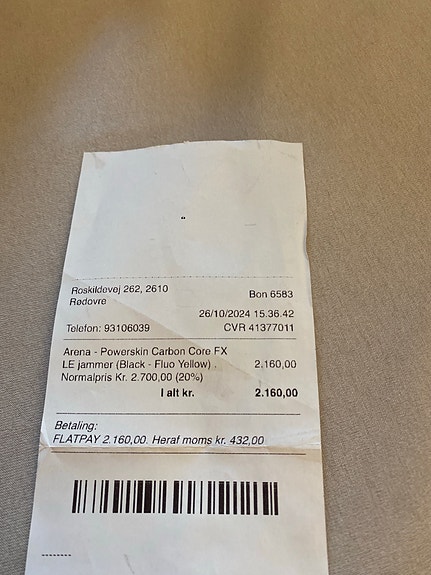 Roskildevej 262, 2610
Rødovre
Bon 6583
26/10/2024 15.36.42
Telefon: 93106039 CVR 41377011
Arena - Powerskin Carbon Core FX
LE jammer (Black - Fluo Yellow) . 2.160,00
Normalpris Kr. 2.700,00 (20%)
I alt kr. 2.160,00
Betaling:
FLATPAY 2.160,00. Heraf moms kr. 432,00
--------